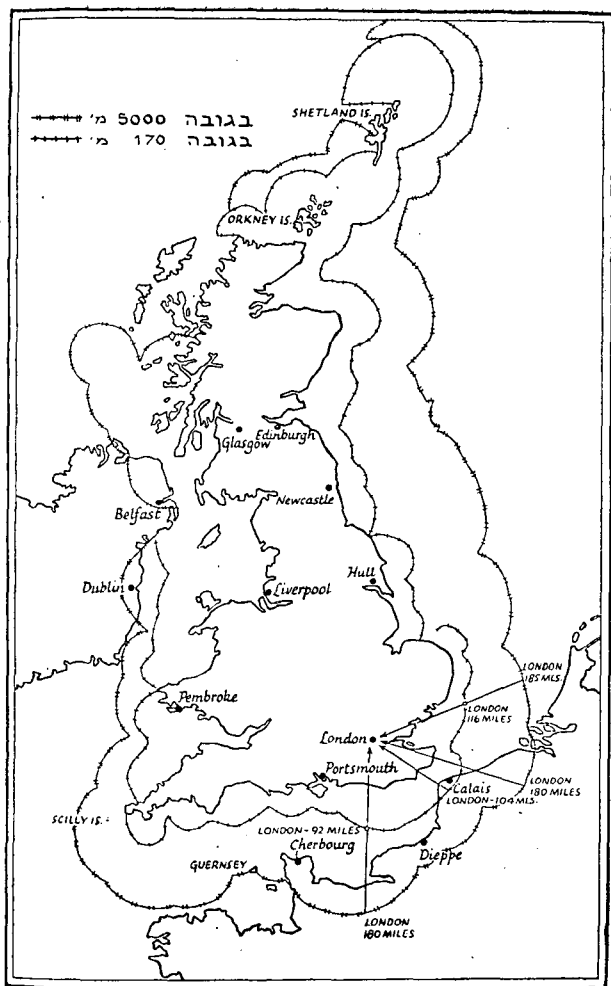 בגובה 5000 מ'
בגובה 170 מ'
SHETLAND IS.
ORKNEY IS.
Glasgow
Edinburgh
Newcastle
Belfast
Dublin
Liverpool
Hull
Pembroke
London
Portsmouth
Calais
LONDON
185 MLS.
LONDON
116 MILES
LONDON
180 MILES
LONDON-104 MLS.
SCILLY IS.
LONDON-92 MILES
Cherbourg
GUERNSEY
Dieppe
LONDON
180 MILES